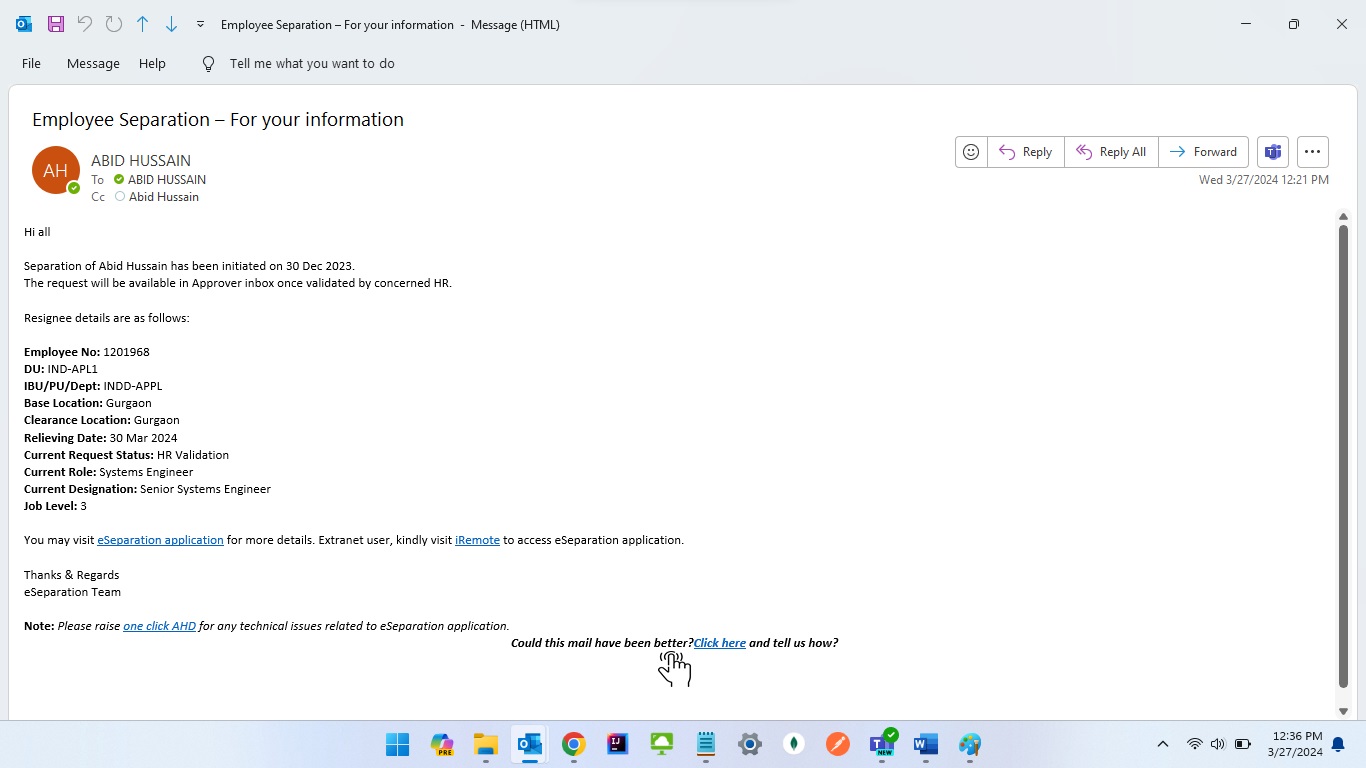 Employee Separation – For your information - Message (HTML)
File Message Help Tell me what you want to do
Employee Separation – For your information
AH
ABID HUSSAIN
To ABID HUSSAIN
Cc Abid Hussain
Reply Reply All Forward
Wed 3/27/2024 12:21 PM
Hi all
Separation of Abid Hussain has been initiated on 30 Dec 2023.
The request will be available in Approver inbox once validated by concerned HR.
Resignee details are as follows:
Employee No: 1201968
DU: IND-APL1
IBU/PU/Dept: INDD-APPL
Base Location: Gurgaon
Clearance Location: Gurgaon
Relieving Date: 30 Mar 2024
Current Request Status: HR Validation
Current Role: Systems Engineer
Current Designation: Senior Systems Engineer
Job Level: 3
You may visit eSeparation application for more details. Extranet user, kindly visit iRemote to access eSeparation application.
Thanks & Regards
eSeparation Team
Note: Please raise one click AHD for any technical issues related to eSeparation application.
Could this mail have been better?Click here and tell us how?
PRE
NEW
12:36 PM
3/27/2024